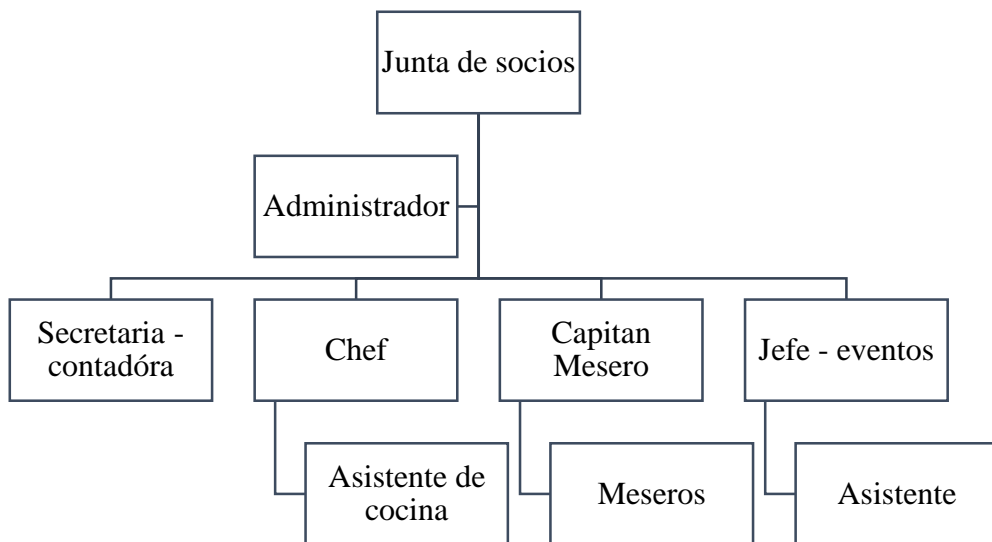 Junta de socios
Administrador
Secretaria -
contadóra
Chef
Capitan
Mesero
Jefe - eventos
Asistente de
cocina
Meseros
Asistente